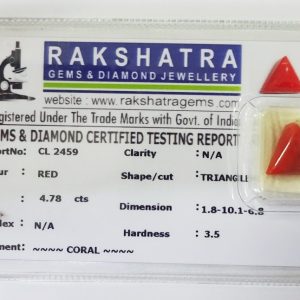 RAKSHATRA
GEMS & DIAMOND JEWELLERY
website : www.rakshatragems.com
gistered Under The Trade Marks with Govt. of India
MS & DIAMOND CERTIFIED TESTING REPORT
ortNo: CL 2459 Clarity : N/A
ur : RED Shape/cut : TRIANGLE
: 4.78 cts Dimension : 1.8-10.1-6.8
dex : N/A Hardness : 3.5
ment: ~~~~ CORAL ~~~~